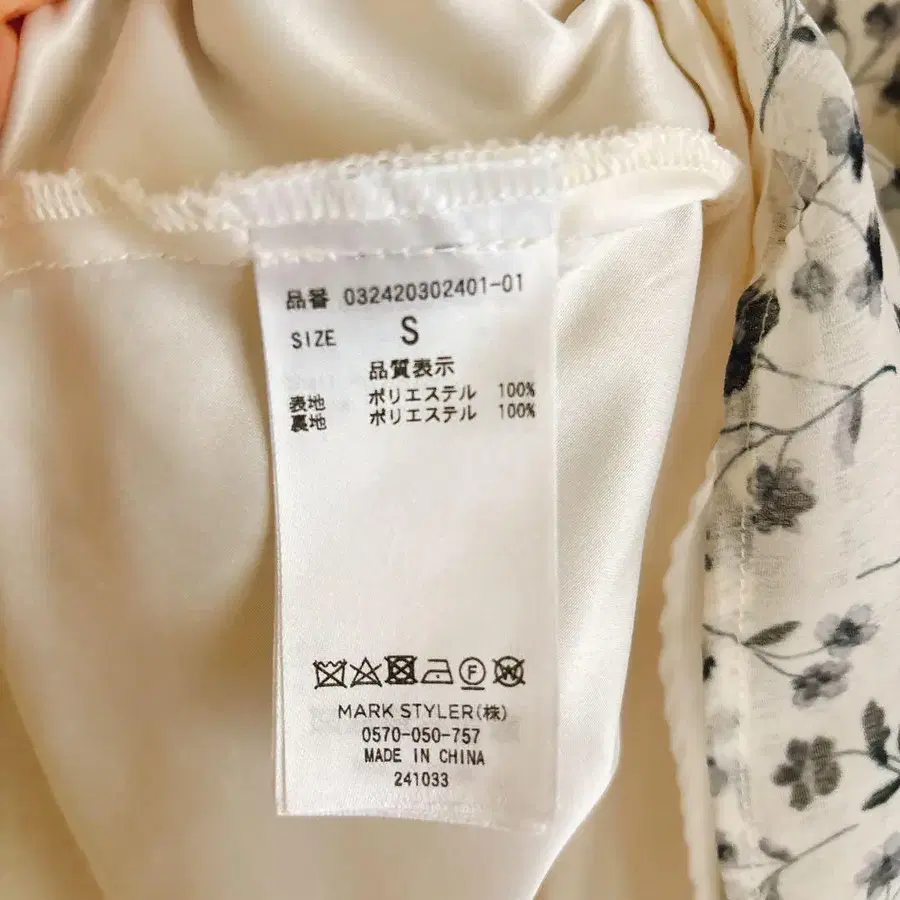 品番 032420302401-01
SIZE S
品質表示
表地 ポリエステル 100%
裏地 ポリエステル 100%
MARK STYLER(株)
0570-050-757
MADE IN CHINA
241033